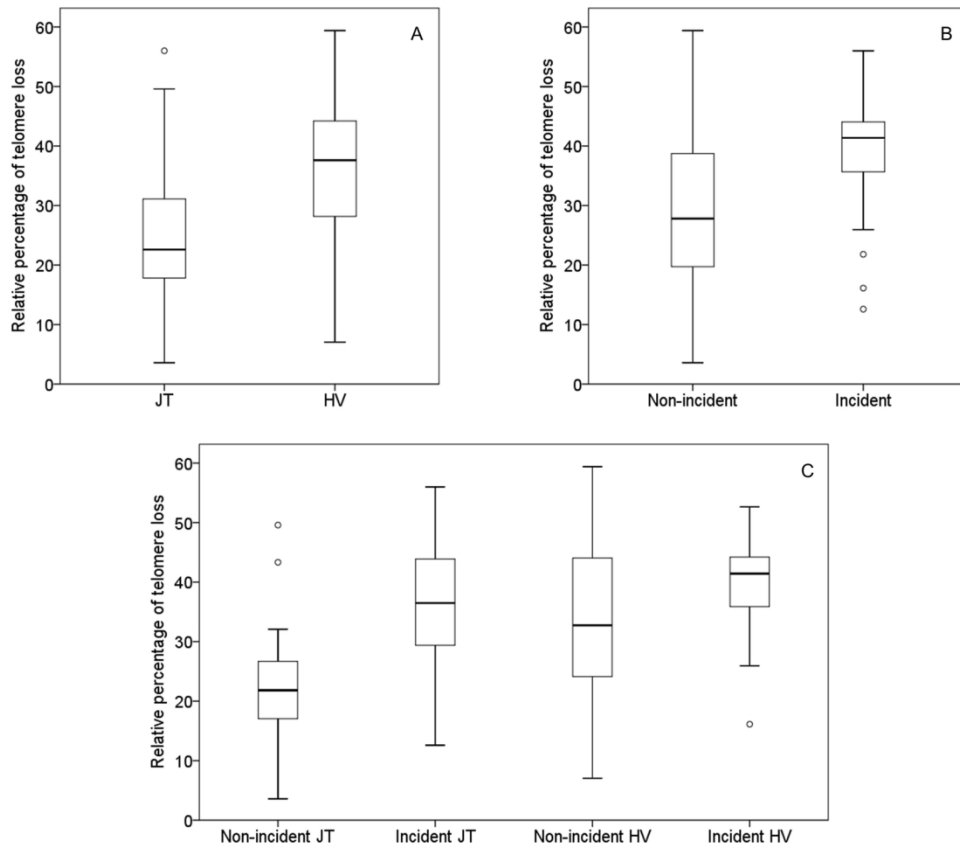 A
Relative percentage of telomere loss
60
50
40
30
20
10
0
JT HV
B
Relative percentage of telomere loss
60
50
40
30
20
10
0
Non-incident Incident
C
Relative percentage of telomere loss
60
50
40
30
20
10
0
Non-incident JT Incident JT Non-incident HV Incident HV